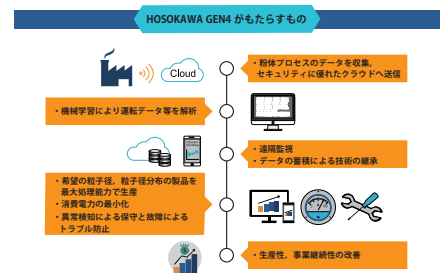 HOSOKAWA GEN4 がもたらすもの
Cloud
・粉体プロセスのデータを収集,
セキュリティに優れたクラウドへ送信
・機械学習により運転データ等を解析
・遠隔監視
・データの蓄積による技術の継承
・希望の粒子径，粒子径分布の製品を
最大処理能力で生産
・消費電力の最小化
・異常検知による保守と故障による
トラブル防止
・生産性，事業継続性の改善